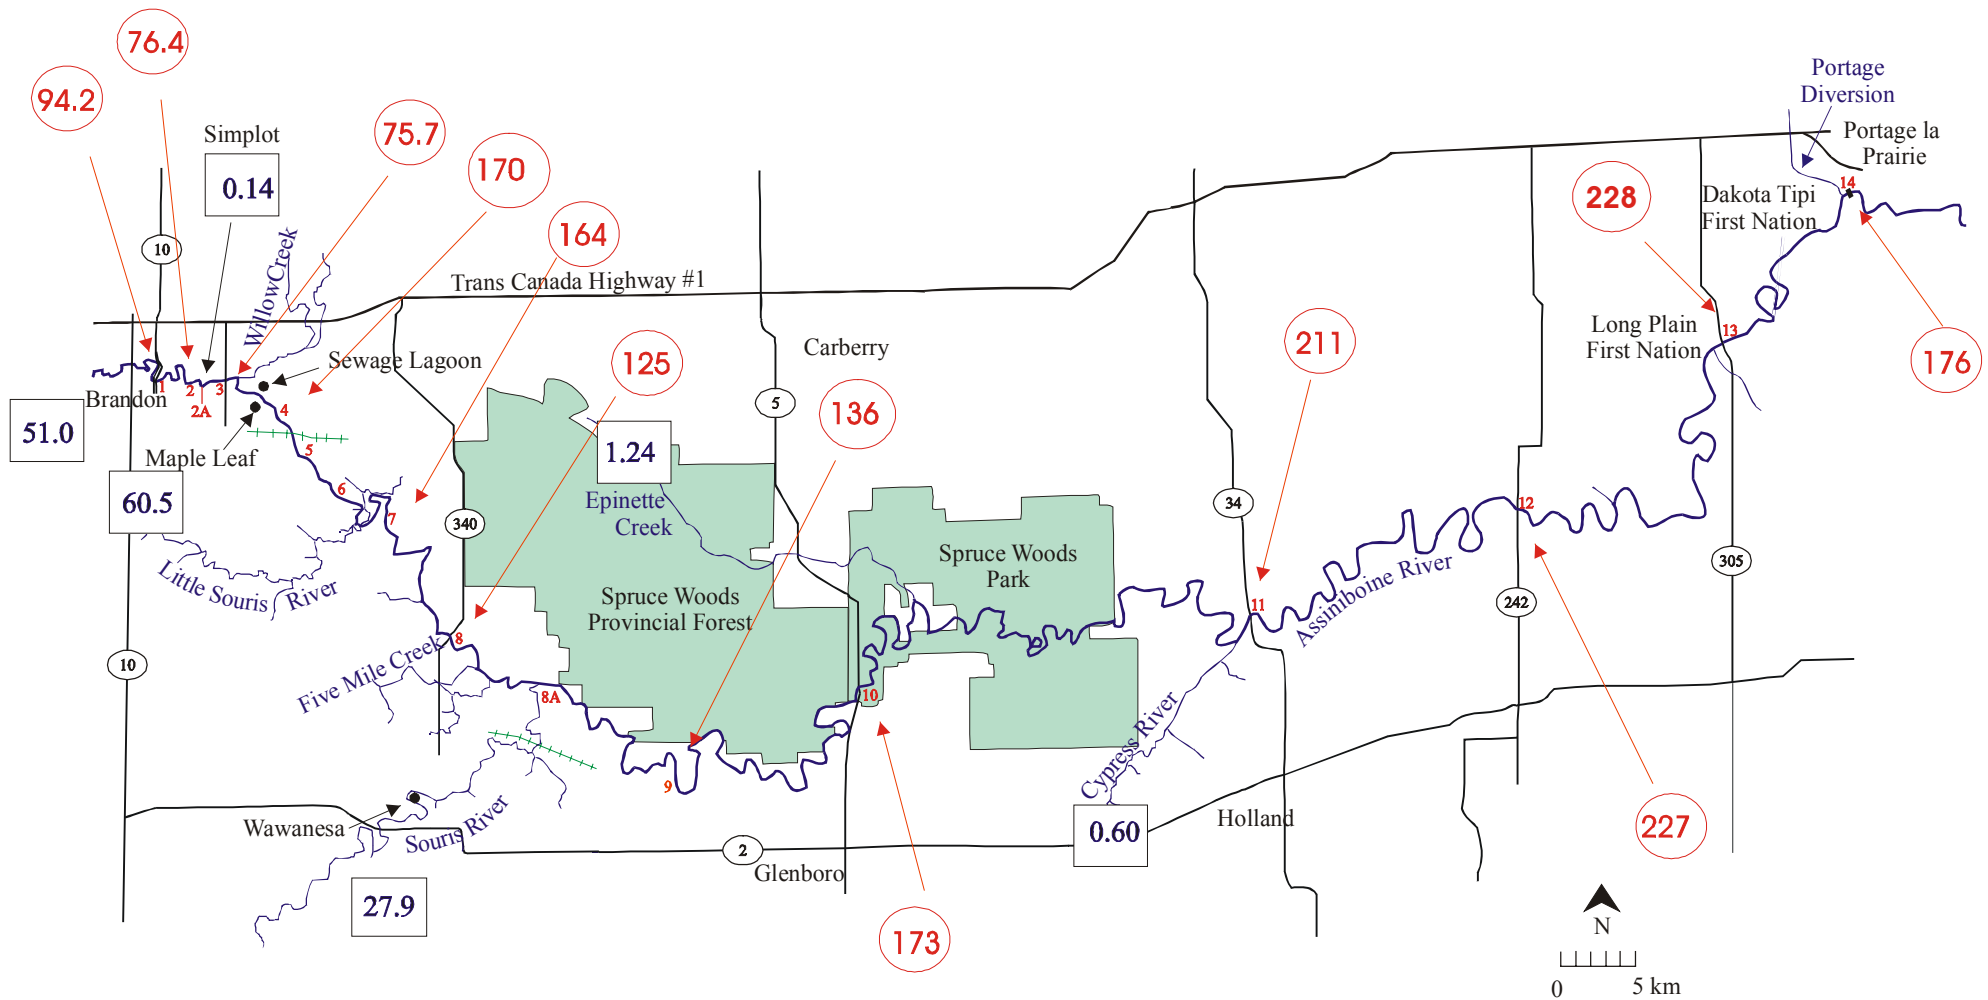 76.4
94.2
Simplot
0.14
75.7
170
164
10
WillowCreek
Trans Canada Highway #1
Portage
Diversion
Portage la
Prairie
14
228
Dakota Tipi
First Nation
176
13
Long Plain
First Nation
211
Carberry
125
136
5
Sewage Lagoon
Brandon
1
2
2A
3
4
5
6
7
51.0
Maple Leaf
60.5
1.24
Epinette
Creek
340
34
12
Spruce Woods
Park
Spruce Woods
Provincial Forest
Little Souris River
305
242
11
Assiniboine River
10
8
Five Mile Creek
8A
10
9
Cypress River
Wawanesa
Souris River
2
Glenboro
0.60
Holland
227
27.9
173
N
0
5 km